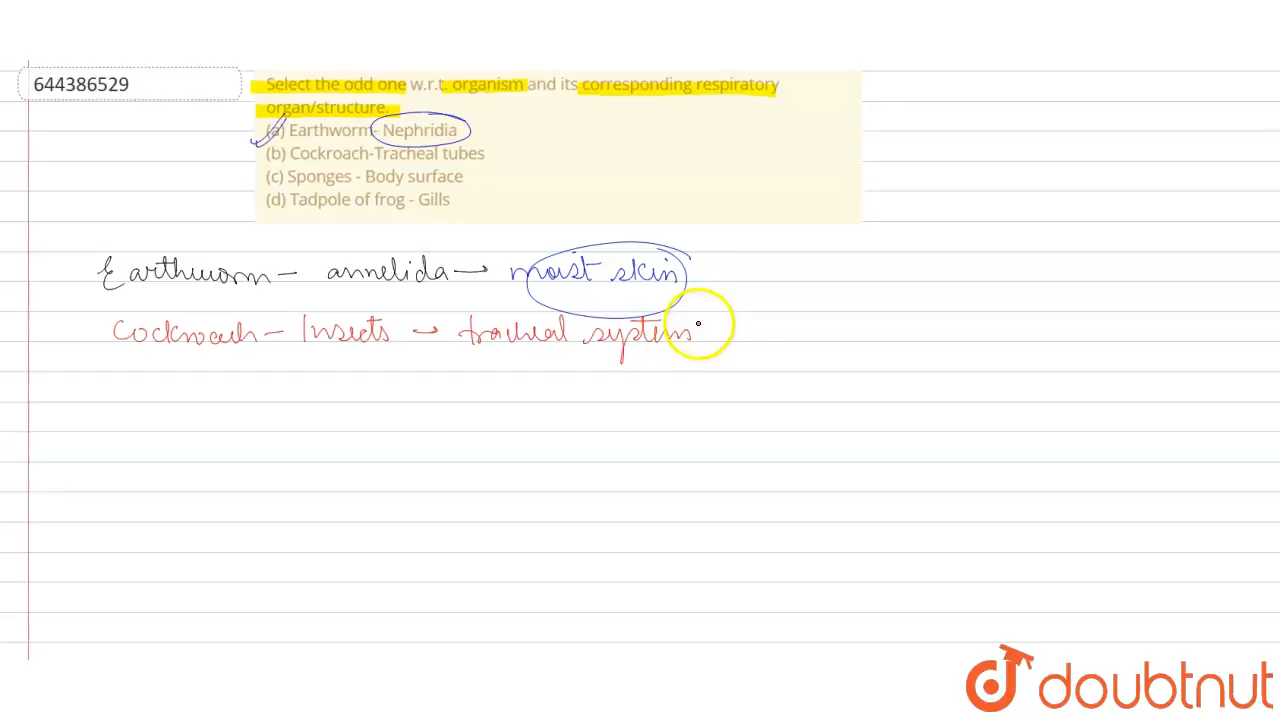 644386529
Select the odd one w.r.t. organism and its corresponding respiratory
organ/structure.
(a) Earthworm- Nephridia
(b) Cockroach-Tracheal tubes
(c) Sponges - Body surface
(d) Tadpole of frog - Gills
Earthworm - annelida → moist skin
Cockroach - Insects → tracheal system
doubtnut